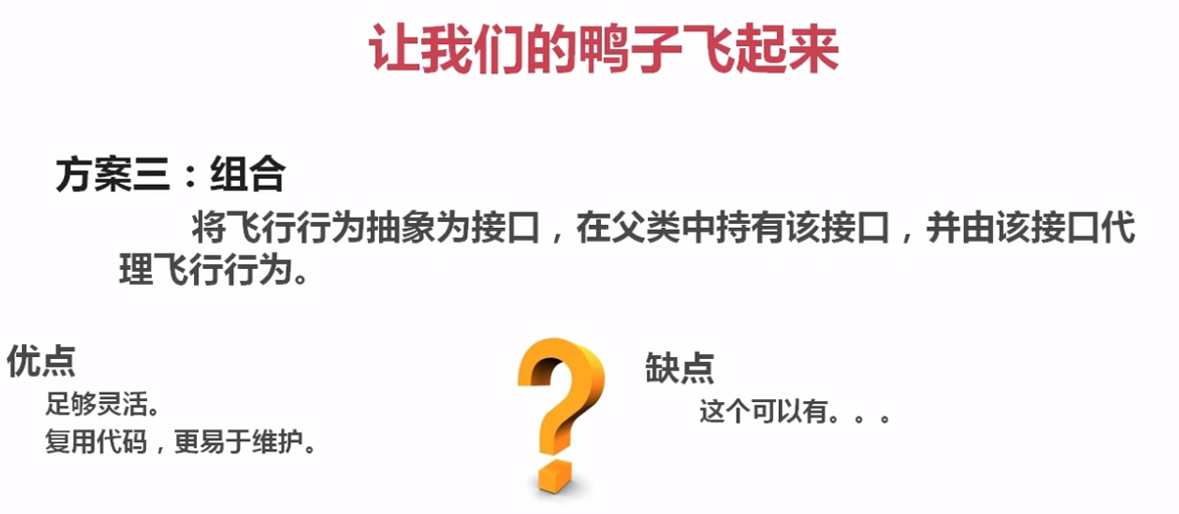 让我们的鸭子飞起来
方案三：组合
将飞行行为抽象为接口，在父类中持有该接口，并由该接口代
理飞行行为。
优点
足够灵活。
复用代码，更易于维护。
缺点
这个可以有。。。